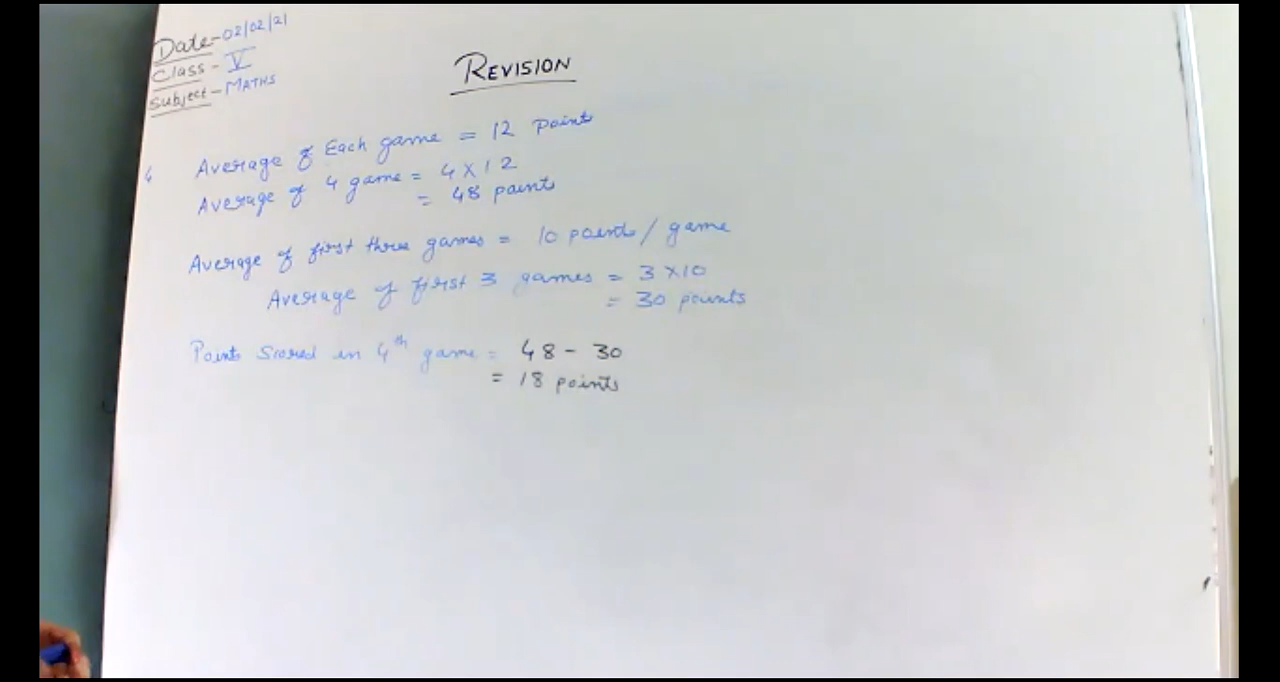 Date-02/02/21
Class - V
Subject - MATHS
REVISION
Average of Each game = 12 point
Average of 4 game = 4 x 12
= 48 points
Average of first three games = 10 points / game
Average of first 3 games = 3 x 10
= 30 points
Points Scored in 4th game = 48 - 30
= 18 points